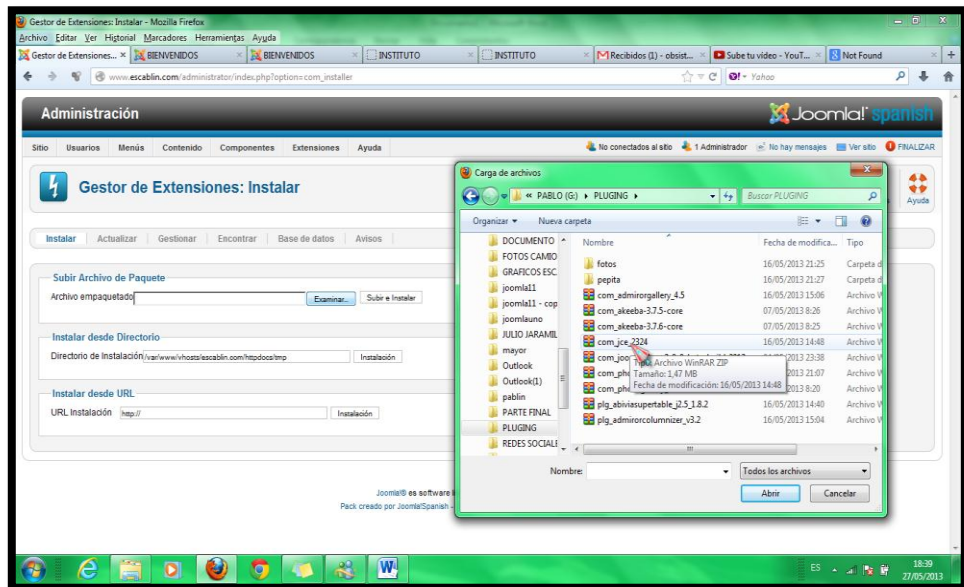 Gestor de Extensiones: Instalar - Mozilla Firefox
Archivo Editar Ver Historial Marcadores Herramientas Ayuda
Gestor de Extensiones... × BIENVENIDOS × BIENVENIDOS × INSTITUTO × INSTITUTO × Recibidos (1) - obsist... × Sube tu vídeo - YouT... × Not Found × +
www.escablin.com/administrator/index.php?option=com_installer Yahoo
Administración Joomla! spanish
Sitio Usuarios Menús Contenido Componentes Extensiones Ayuda No conectados al sitio 1 Administrador No hay mensajes Ver sitio FINALIZAR
Gestor de Extensiones: Instalar
Ayuda
Instalar Actualizar Gestionar Encontrar Base de datos Avisos
Subir Archivo de Paquete
Archivo empaquetado Examinar... Subir e Instalar
Instalar desde Directorio
Directorio de Instalación /var/www/vhosts/escablin.com/httpdocs/tmp Instalación
Instalar desde URL
URL Instalación http:// Instalación
Joomla!® es software li
Pack creado por Joomla!Spanish -
Carga de archivos
« PABLO (G:) ▸ PLUGING ▸ Buscar PLUGING
Organizar Nueva carpeta
DOCUMENTO
FOTOS CAMIO
GRAFICOS ESC
joomla11
joomla11 - cop
joomlauno
JULIO JARAMIL
mayor
Outlook
Outlook(1)
pablin
PARTE FINAL
PLUGING
REDES SOCIALE
Nombre Fecha de modifica... Tipo
fotos 16/05/2013 21:25 Carpeta d
pepita 16/05/2013 21:27 Carpeta d
com_admirorgallery_4.5 16/05/2013 15:06 Archivo W
com_akeeba-3.7.5-core 07/05/2013 8:26 Archivo W
com_akeeba-3.7.6-core 07/05/2013 8:25 Archivo W
com_jce_2324 16/05/2013 14:48 Archivo W
com_joo 2013 23:38 Archivo W
com_pho 2013 21:07 Archivo W
com_pho 2013 8:20 Archivo W
plg_abiviasupertable_j2.5_1.8.2 16/05/2013 14:40 Archivo W
plg_admirorcolumnizer_v3.2 16/05/2013 15:04 Archivo W
Tipo: Archivo WinRAR ZIP
Tamaño: 1,47 MB
Fecha de modificación: 16/05/2013 14:48
Nombre: Todos los archivos
Abrir Cancelar
ES 18:39
27/05/2013